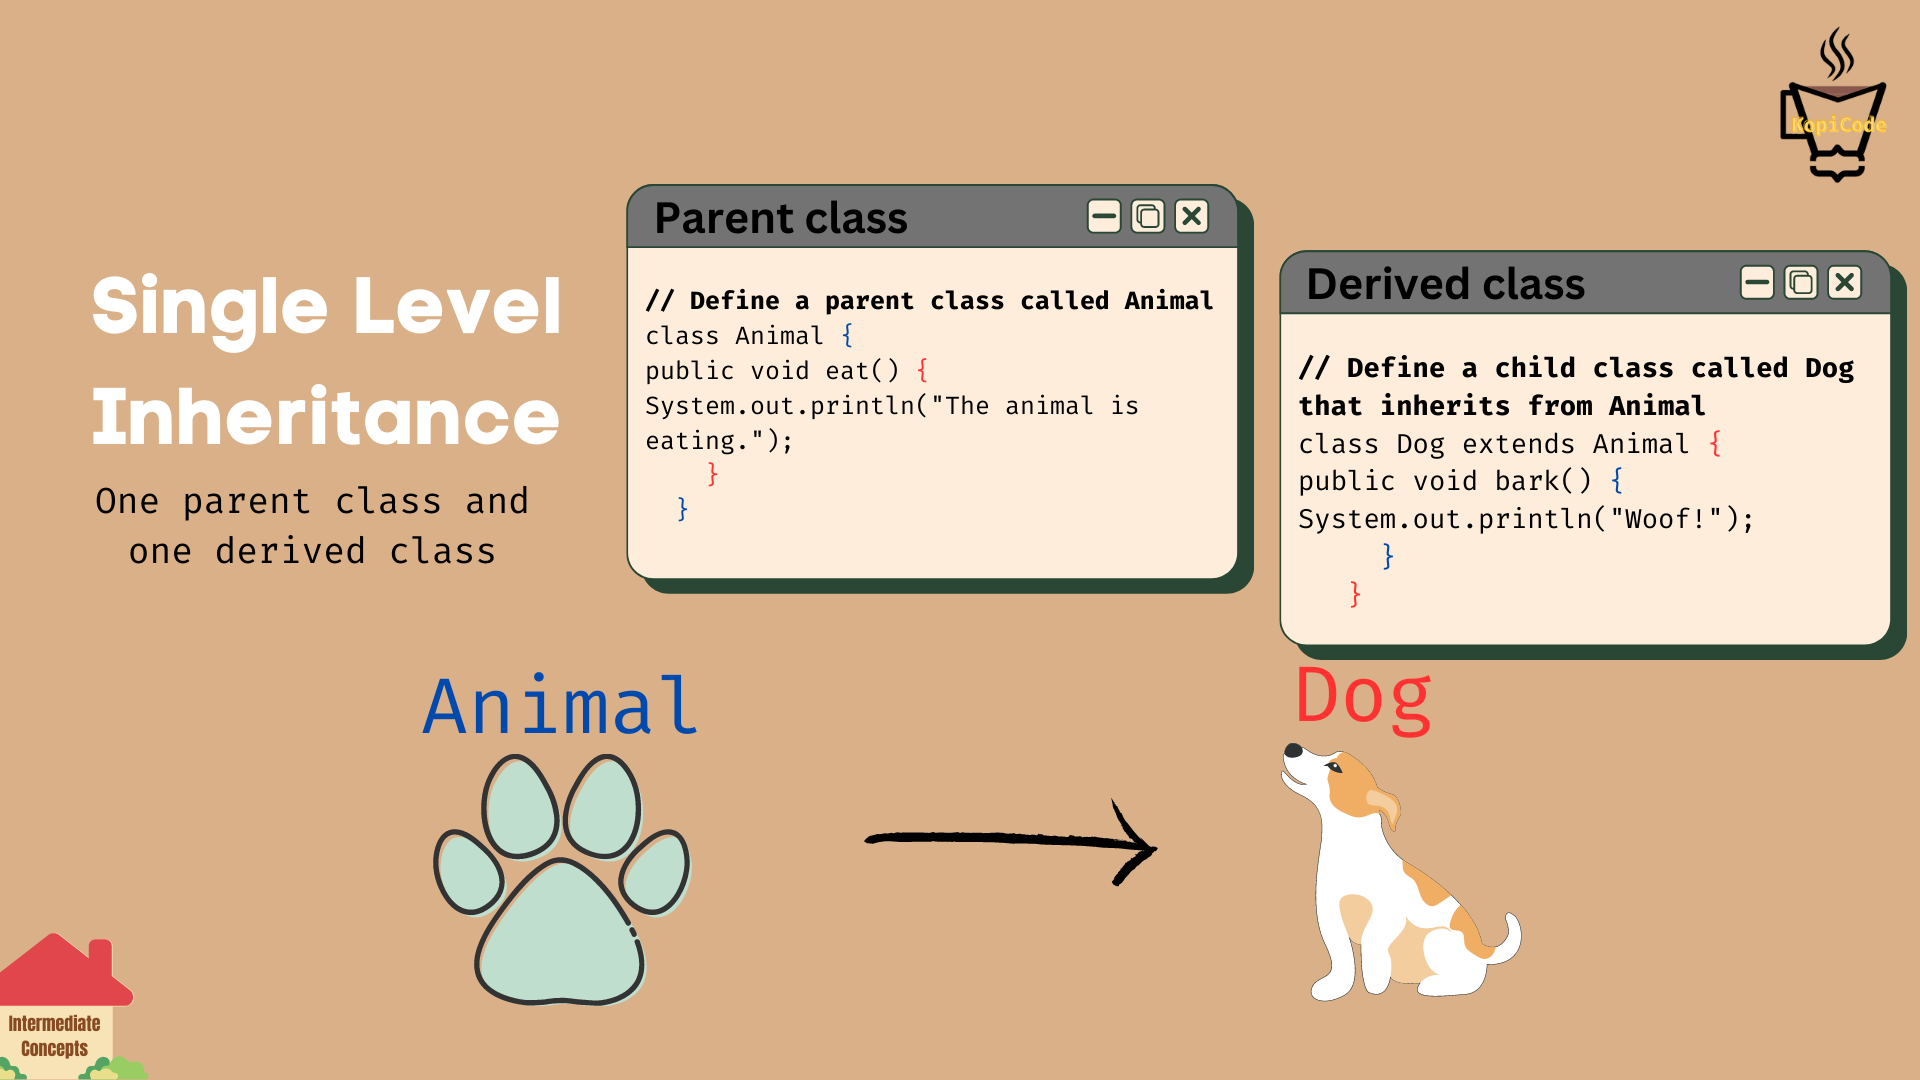 KopiCode
Single Level
Inheritance
One parent class and
one derived class
Parent class
// Define a parent class called Animal
class Animal {
public void eat() {
System.out.println("The animal is
eating.");
}
}
Derived class
// Define a child class called Dog
that inherits from Animal
class Dog extends Animal {
public void bark() {
System.out.println("Woof!");
}
}
Animal
Dog
Intermediate
Concepts